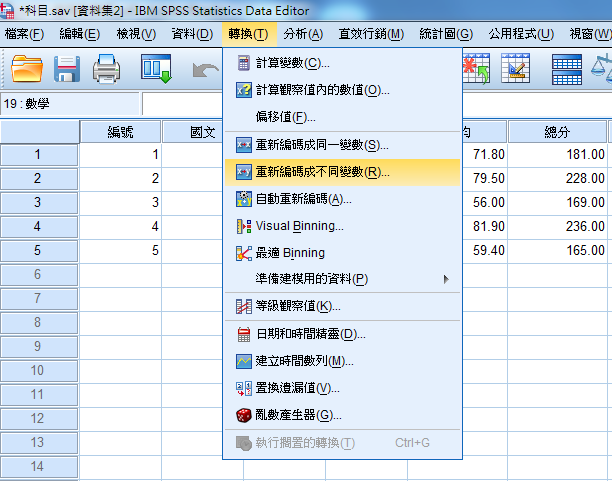 *科目.sav [資料集2] - IBM SPSS Statistics Data Editor
檔案(F) 編輯(E) 檢視(V) 資料(D) 轉換(T) 分析(A) 直效行銷(M) 統計圖(G) 公用程式(U) 視窗(W)
19 : 數學
編號 國文 均 總分
1 1 71.80 181.00
2 2 79.50 228.00
3 3 56.00 169.00
4 4 81.90 236.00
5 5 59.40 165.00
6
7
8
9
10
11
12
13
14
計算變數(C)...
計算觀察值內的數值(O)...
偏移值(F)...
重新編碼成同一變數(S)...
重新編碼成不同變數(R)...
自動重新編碼(A)...
Visual Binning...
最適 Binning
準備建模用的資料(P)
等級觀察值(K)...
日期和時間精靈(D)...
建立時間數列(M)...
置換遺漏值(V)...
亂數產生器(G)...
執行擱置的轉換(T) Ctrl+G